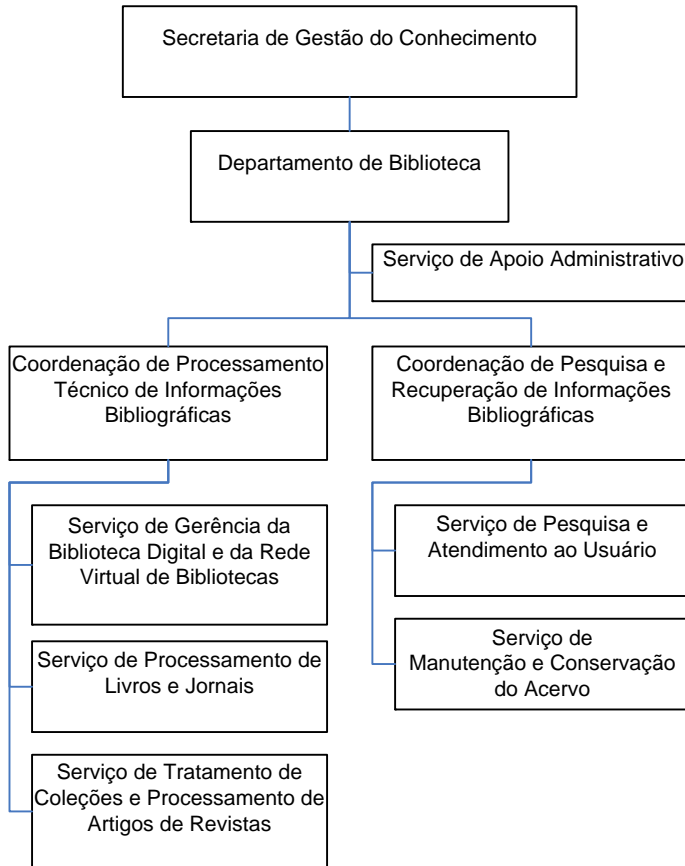 Secretaria de Gestão do Conhecimento
Departamento de Biblioteca
Serviço de Apoio Administrativo
Coordenação de Processamento
Técnico de Informações
Bibliográficas
Serviço de Gerência da
Biblioteca Digital e da Rede
Virtual de Bibliotecas
Serviço de Processamento de
Livros e Jornais
Serviço de Tratamento de
Coleções e Processamento de
Artigos de Revistas
Coordenação de Pesquisa e
Recuperação de Informações
Bibliográficas
Serviço de Pesquisa e
Atendimento ao Usuário
Serviço de
Manutenção e Conservação
do Acervo